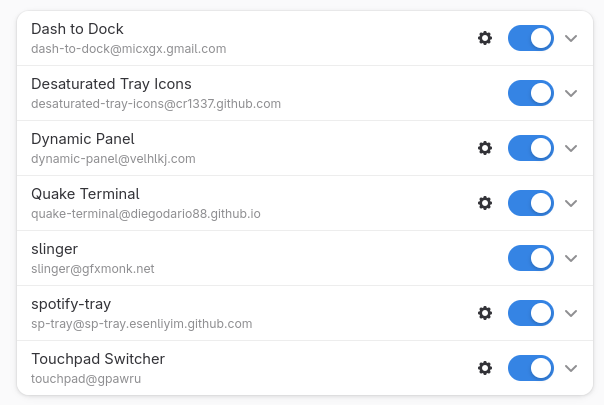 Dash to Dock
dash-to-dock@micxgx.gmail.com
Desaturated Tray Icons
desaturated-tray-icons@cr1337.github.com
Dynamic Panel
dynamic-panel@velhlkj.com
Quake Terminal
quake-terminal@diegodario88.github.io
slinger
slinger@gfxmonk.net
spotify-tray
sp-tray@sp-tray.esenliyim.github.com
Touchpad Switcher
touchpad@gpawru